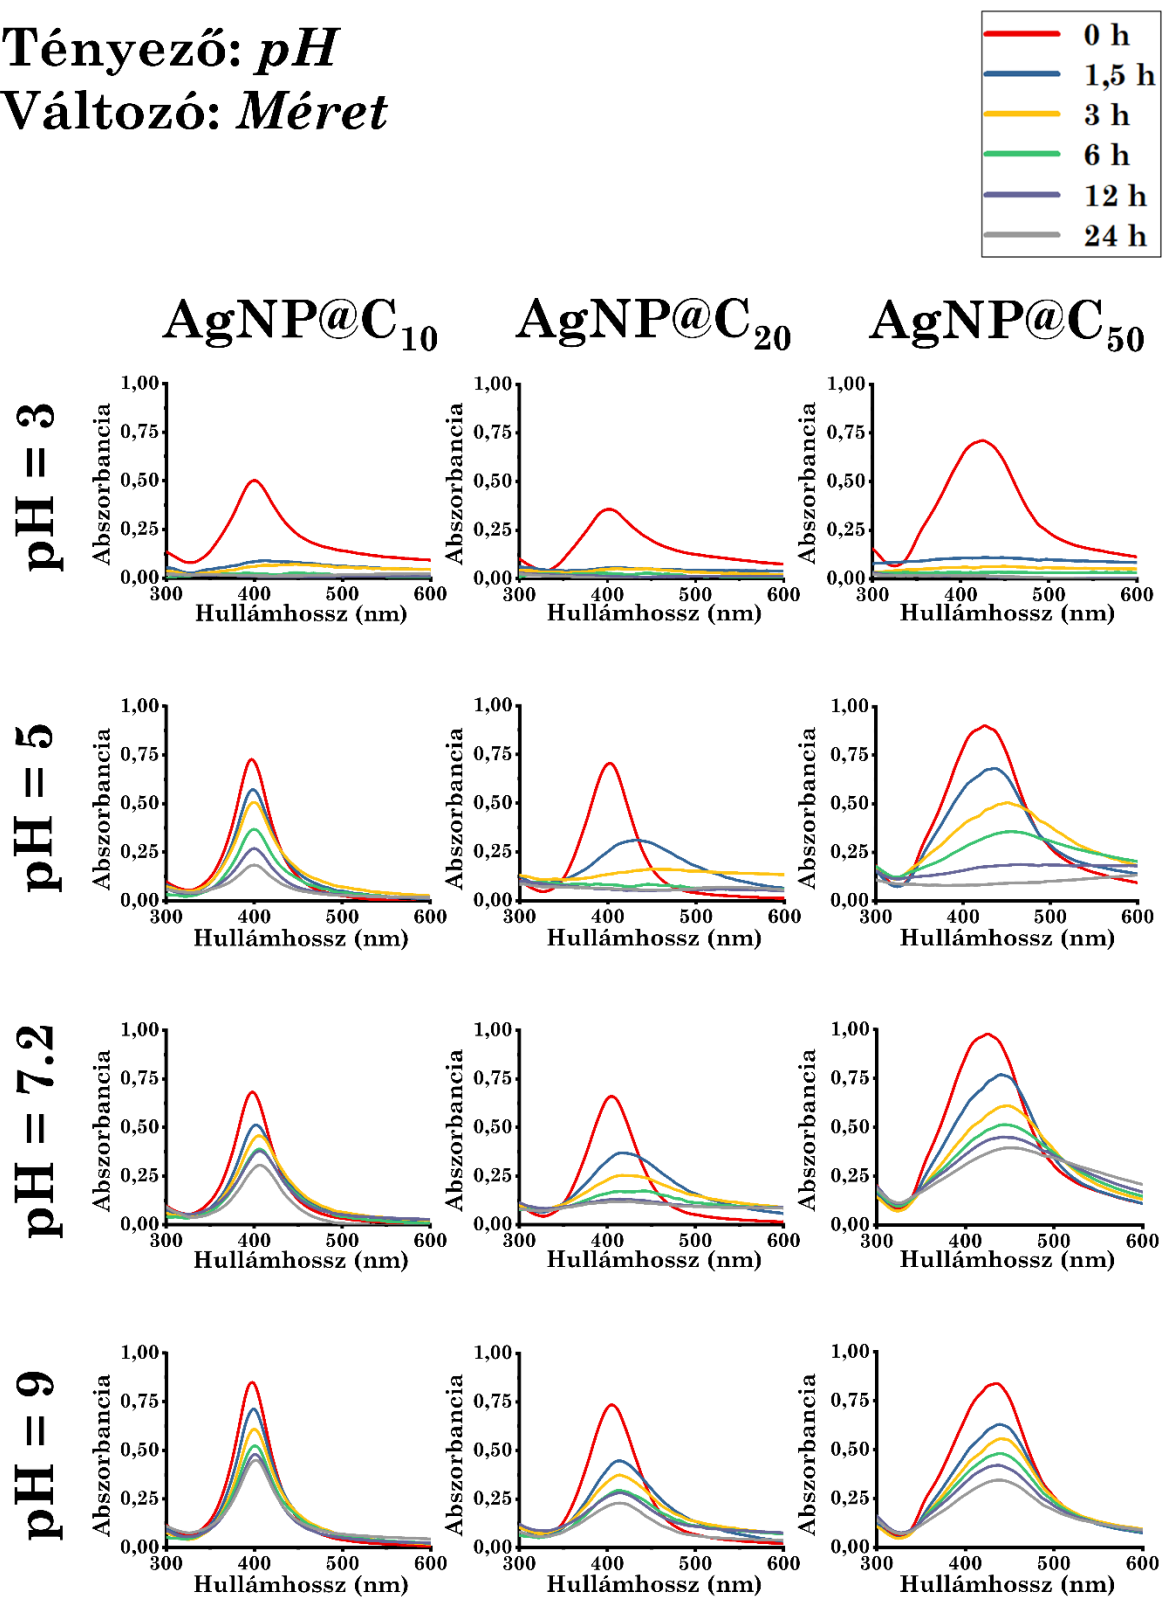 Tényező: pH
Változó: Méret
0 h
1,5 h
3 h
6 h
12 h
24 h
AgNP@C10 AgNP@C20 AgNP@C50
pH = 3
Abszorbancia
1,00
0,75
0,50
0,25
0,00
300 400 500 600
Hullámhossz (nm)
Abszorbancia
1,00
0,75
0,50
0,25
0,00
300 400 500 600
Hullámhossz (nm)
Abszorbancia
1,00
0,75
0,50
0,25
0,00
300 400 500 600
Hullámhossz (nm)
pH = 5
Abszorbancia
1,00
0,75
0,50
0,25
0,00
300 400 500 600
Hullámhossz (nm)
Abszorbancia
1,00
0,75
0,50
0,25
0,00
300 400 500 600
Hullámhossz (nm)
Abszorbancia
1,00
0,75
0,50
0,25
0,00
300 400 500 600
Hullámhossz (nm)
pH = 7.2
Abszorbancia
1,00
0,75
0,50
0,25
0,00
300 400 500 600
Hullámhossz (nm)
Abszorbancia
1,00
0,75
0,50
0,25
0,00
300 400 500 600
Hullámhossz (nm)
Abszorbancia
1,00
0,75
0,50
0,25
0,00
300 400 500 600
Hullámhossz (nm)
pH = 9
Abszorbancia
1,00
0,75
0,50
0,25
0,00
300 400 500 600
Hullámhossz (nm)
Abszorbancia
1,00
0,75
0,50
0,25
0,00
300 400 500 600
Hullámhossz (nm)
Abszorbancia
1,00
0,75
0,50
0,25
0,00
300 400 500 600
Hullámhossz (nm)